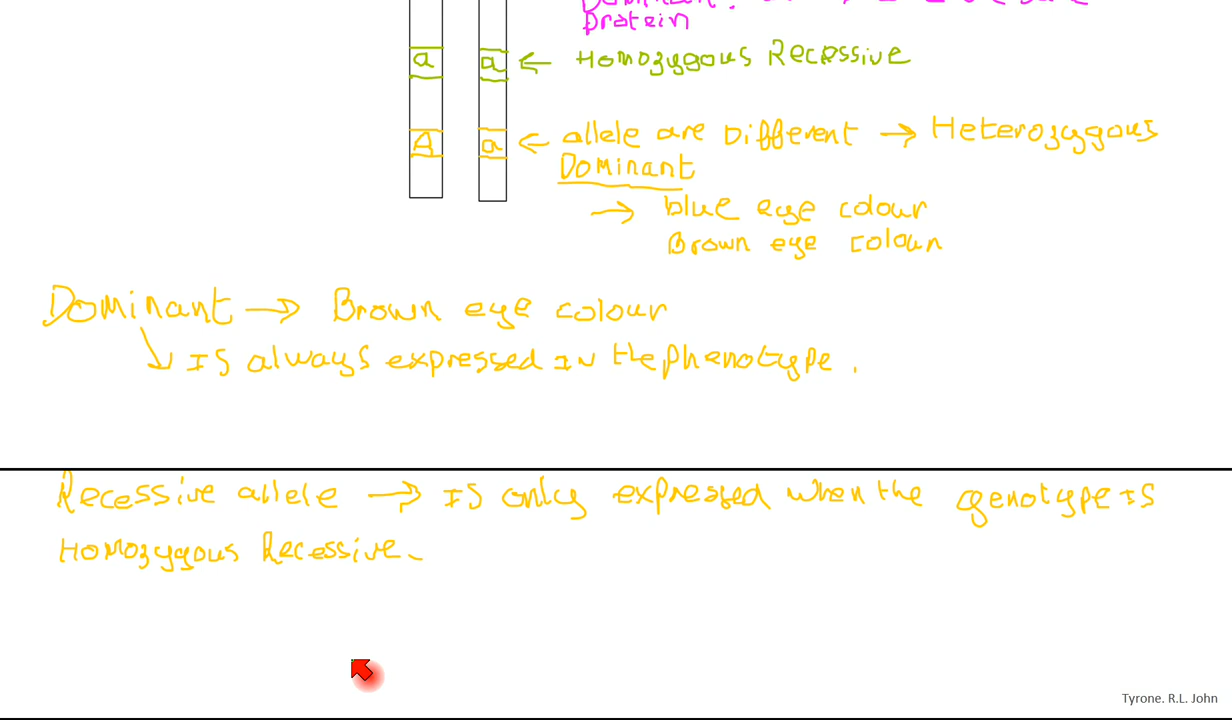 protein
a a ← Homozygous Recessive
A a ← allele are Different → Heterozygous
Dominant
→ blue eye colour
Brown eye colour
Dominant → Brown eye colour
↘ Is always expressed In the phenotype.
Recessive allele → Is only expressed when the genotype Is
Homozygous Recessive.
Tyrone. R.L. John